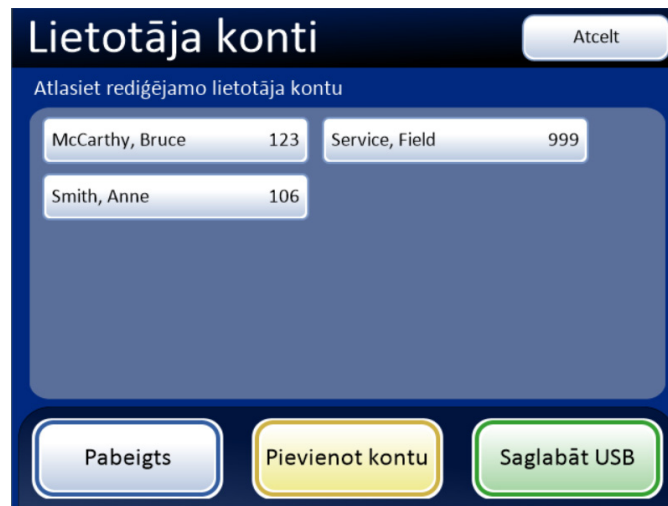 Lietotāja konti
Atcelt
Atlasiet rediģējamo lietotāja kontu
McCarthy, Bruce 123 Service, Field 999
Smith, Anne 106
Pabeigts Pievienot kontu Saglabāt USB